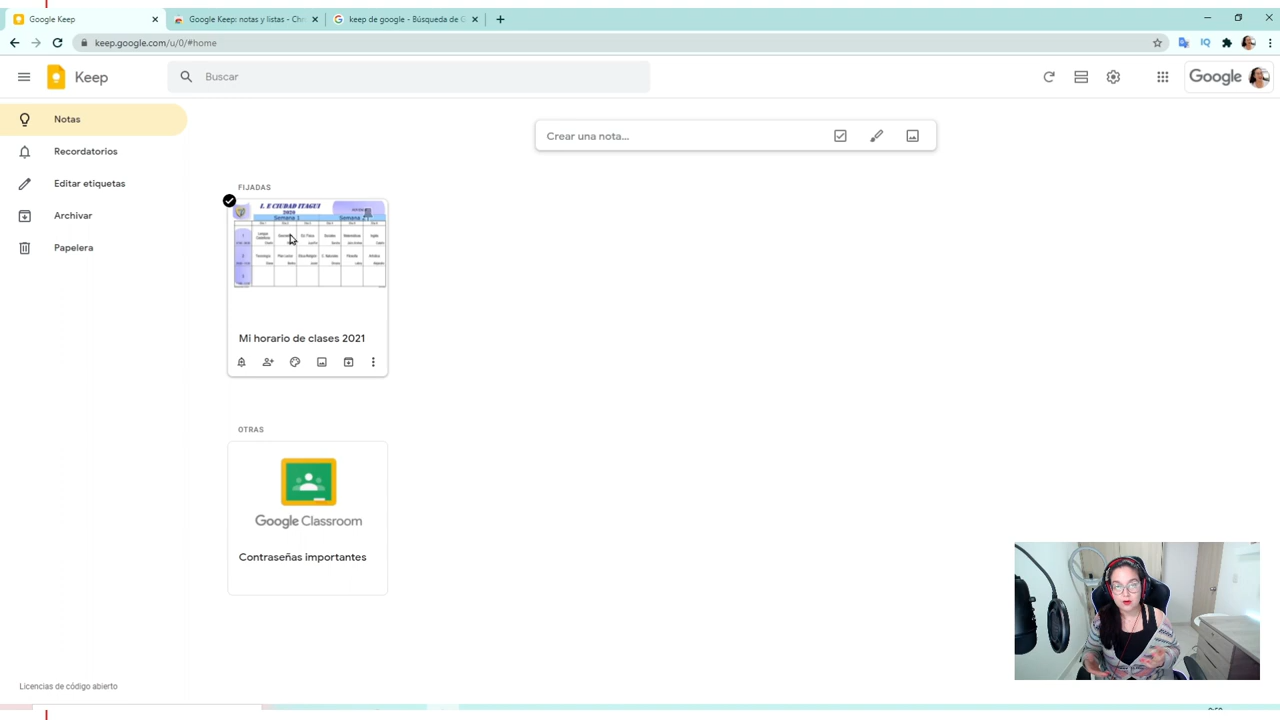 Google Keep
Google Keep: notas y listas - Chr
keep de google - Búsqueda de G
keep.google.com/u/0/#home
IQ
Keep
Buscar
Google
Notas
Recordatorios
Editar etiquetas
Archivar
Papelera
Crear una nota...
FIJADAS
I. E CIUDAD ITAGUI
2020
Semana 1
Semana 2
Mi horario de clases 2021
OTRAS
Google Classroom
Contraseñas importantes
Licencias de código abierto